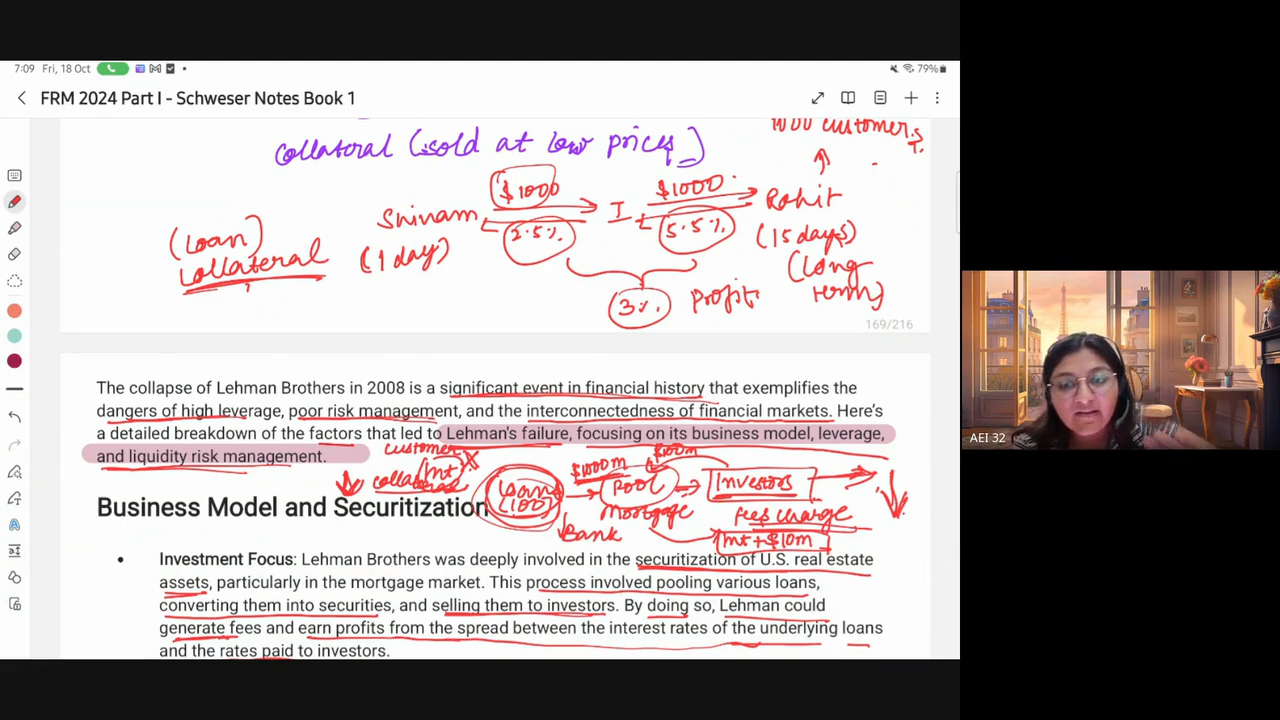 7:09 Fri, 18 Oct
79%
FRM 2024 Part I - Schweser Notes Book 1
1000 customers
collateral (sold at low prices)
$1000
$1000
Shivam
I
Rohit
(loan)
collateral
2.5%
5.5%
(1 day)
(15 days)
(long
term)
3%
Profit
169/216
The collapse of Lehman Brothers in 2008 is a significant event in financial history that exemplifies the
dangers of high leverage, poor risk management, and the interconnectedness of financial markets. Here's
a detailed breakdown of the factors that led to Lehman's failure, focusing on its business model, leverage,
and liquidity risk management.
customer
(mt)
collateral
loans
(100)
$1000m
Pool
Mortgage
$100m
Investors
Fees charge
Bank
mt + $10m
Business Model and Securitization
• Investment Focus: Lehman Brothers was deeply involved in the securitization of U.S. real estate
assets, particularly in the mortgage market. This process involved pooling various loans,
converting them into securities, and selling them to investors. By doing so, Lehman could
generate fees and earn profits from the spread between the interest rates of the underlying loans
and the rates paid to investors.
AEI 32